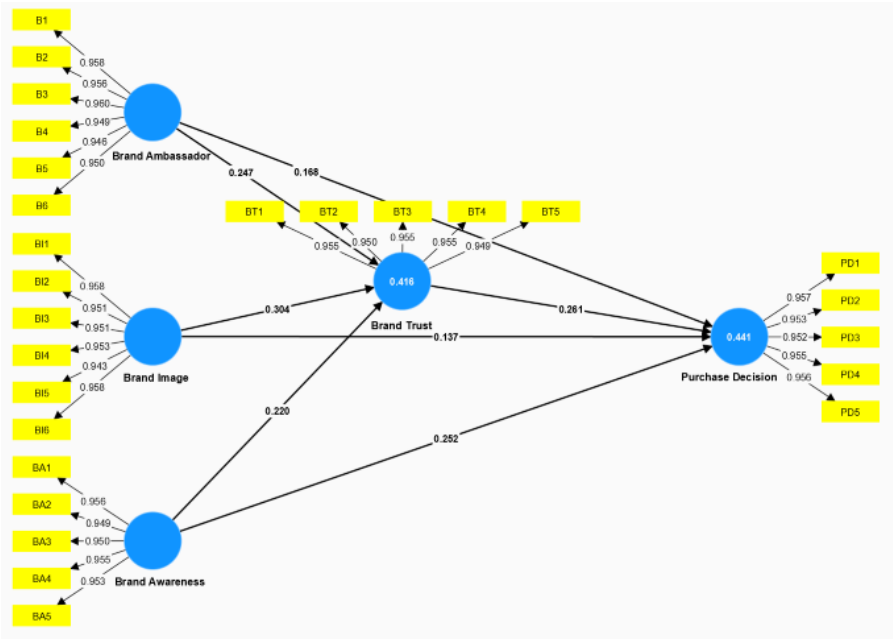 B1
B2
B3
B4
B5
B6
0.958
0.956
0.960
0.949
0.946
0.950
Brand Ambassador
0.247
0.168
BT1
BT2
BT3
BT4
BT5
0.955
0.950
0.955
0.955
0.949
0.416
Brand Trust
BI1
BI2
BI3
BI4
BI5
BI6
0.958
0.951
0.951
0.953
0.943
0.958
Brand Image
0.304
0.137
0.261
0.220
0.252
BA1
BA2
BA3
BA4
BA5
0.956
0.949
0.950
0.955
0.953
Brand Awareness
0.441
Purchase Decision
PD1
PD2
PD3
PD4
PD5
0.957
0.953
0.952
0.955
0.956